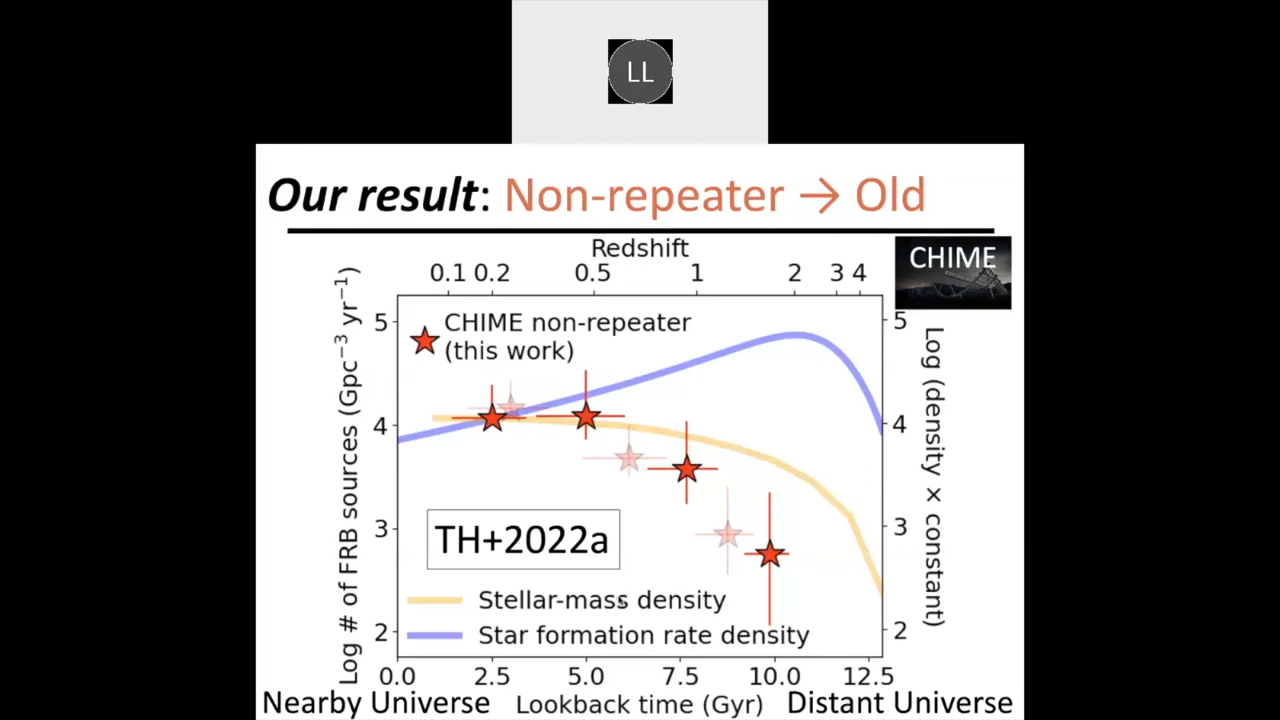 LL
Our result: Non-repeater → Old
CHIME
Redshift
0.1 0.2 0.5 1 2 3 4
Log # of FRB sources (Gpc⁻³ yr⁻¹)
5
4
3
2
CHIME non-repeater
(this work)
TH+2022a
Stellar-mass density
Star formation rate density
5
4
3
2
Log (density × constant)
0.0 2.5 5.0 7.5 10.0 12.5
Nearby Universe Lookback time (Gyr) Distant Universe